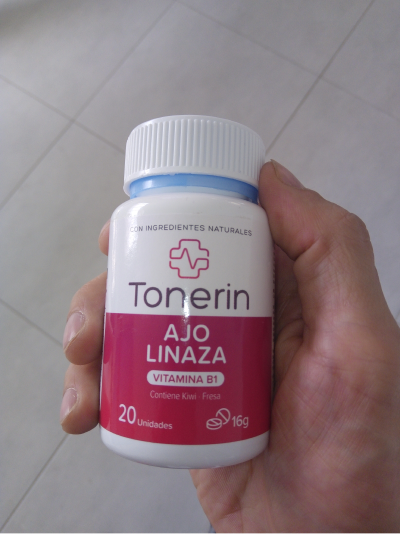 CON INGREDIENTES NATURALES
Tonerin
AJO
LINAZA
VITAMINA B1
Contiene Kiwi · Fresa
20 Unidades
16g